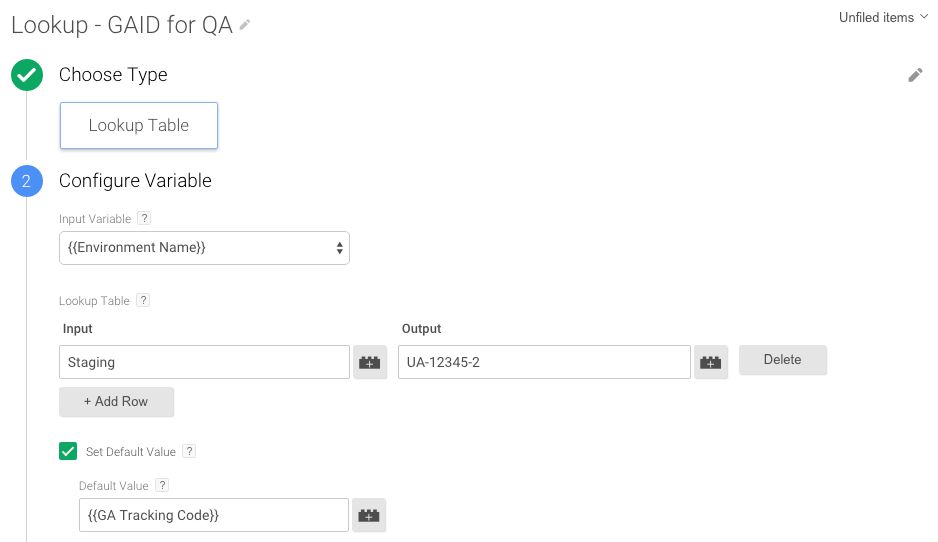 Lookup - GAID for QA
Unfiled items
Choose Type
Lookup Table
2 Configure Variable
Input Variable ?
{{Environment Name}}
Lookup Table ?
Input Output
Staging UA-12345-2 Delete
+ Add Row
Set Default Value ?
Default Value ?
{{GA Tracking Code}}